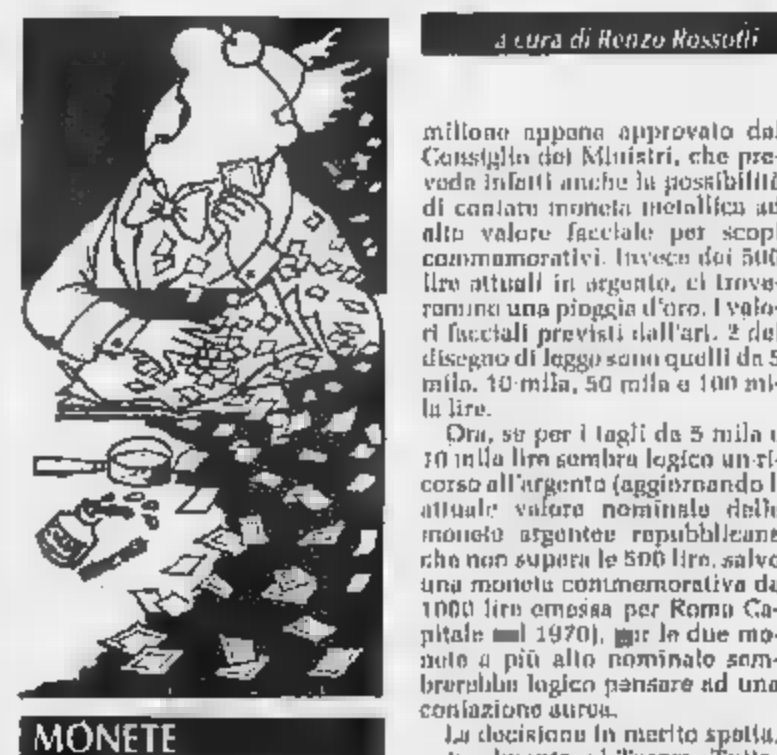 a cura di Renzo Rossotti
milione appena approvato dal
Consiglio dei Ministri, che pre-
vede infatti anche la possibilità
di coniare moneta metallica ad
alto valore facciale per scopi
commemorativi. Invece dei 500
lire attuali in argento, ci trove-
remmo una pioggia d'oro. I valo-
ri facciali previsti dall'art. 2 del
disegno di legge sono quelli da 5
mila, 10 mila, 50 mila e 100 mi-
la lire.
Ora, se per i tagli da 5 mila e
10 mila lire sembra logico un ri-
corso all'argento (aggiornando l'
attuale valore nominale delle
monete argentee repubblicane
che non supera le 500 lire, salvo
una moneta commemorativa da
1000 lire emessa per Roma Ca-
pitale 1970), le due mo-
nete a più alto nominale sem-
brerebbe logico pensare ad una
coniazione aurea.
La decisione in merito spetta,
MONETE